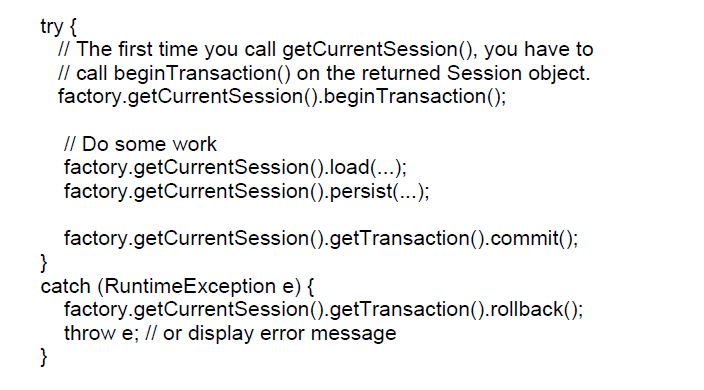 try {
// The first time you call getCurrentSession(), you have to
// call beginTransaction() on the returned Session object.
factory.getCurrentSession().beginTransaction();
// Do some work
factory.getCurrentSession().load(...);
factory.getCurrentSession().persist(...);
factory.getCurrentSession().getTransaction().commit();
}
catch (RuntimeException e) {
factory.getCurrentSession().getTransaction().rollback();
throw e; // or display error message
}